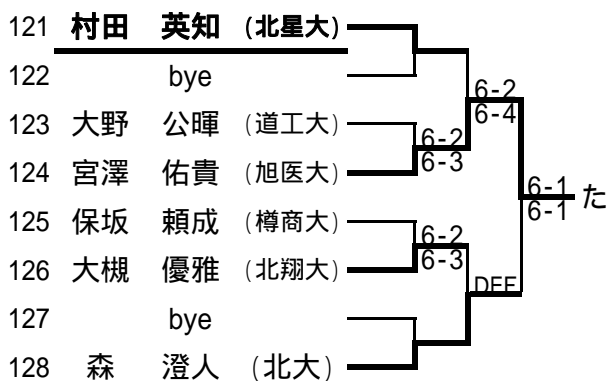 121 村田 英知 (北星大)
122 bye
6-2
123 大野 公暉 (道工大) 6-2 6-4
124 宮澤 佑貴 (旭医大) 6-3
6-1 た
6-1
125 保坂 頼成 (樽商大) 6-2
126 大槻 優雅 (北翔大) 6-3
DEF
127 bye
128 森 澄人 (北大)